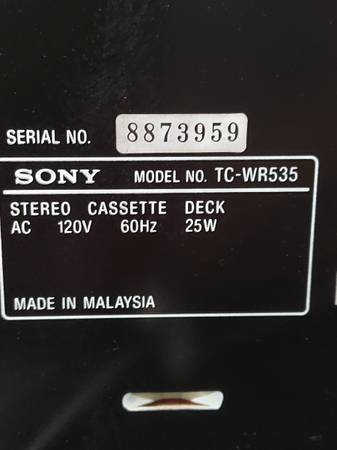 SERIAL NO. 8873959
SONY MODEL NO. TC-WR535
STEREO CASSETTE DECK
AC 120V 60Hz 25W
MADE IN MALAYSIA